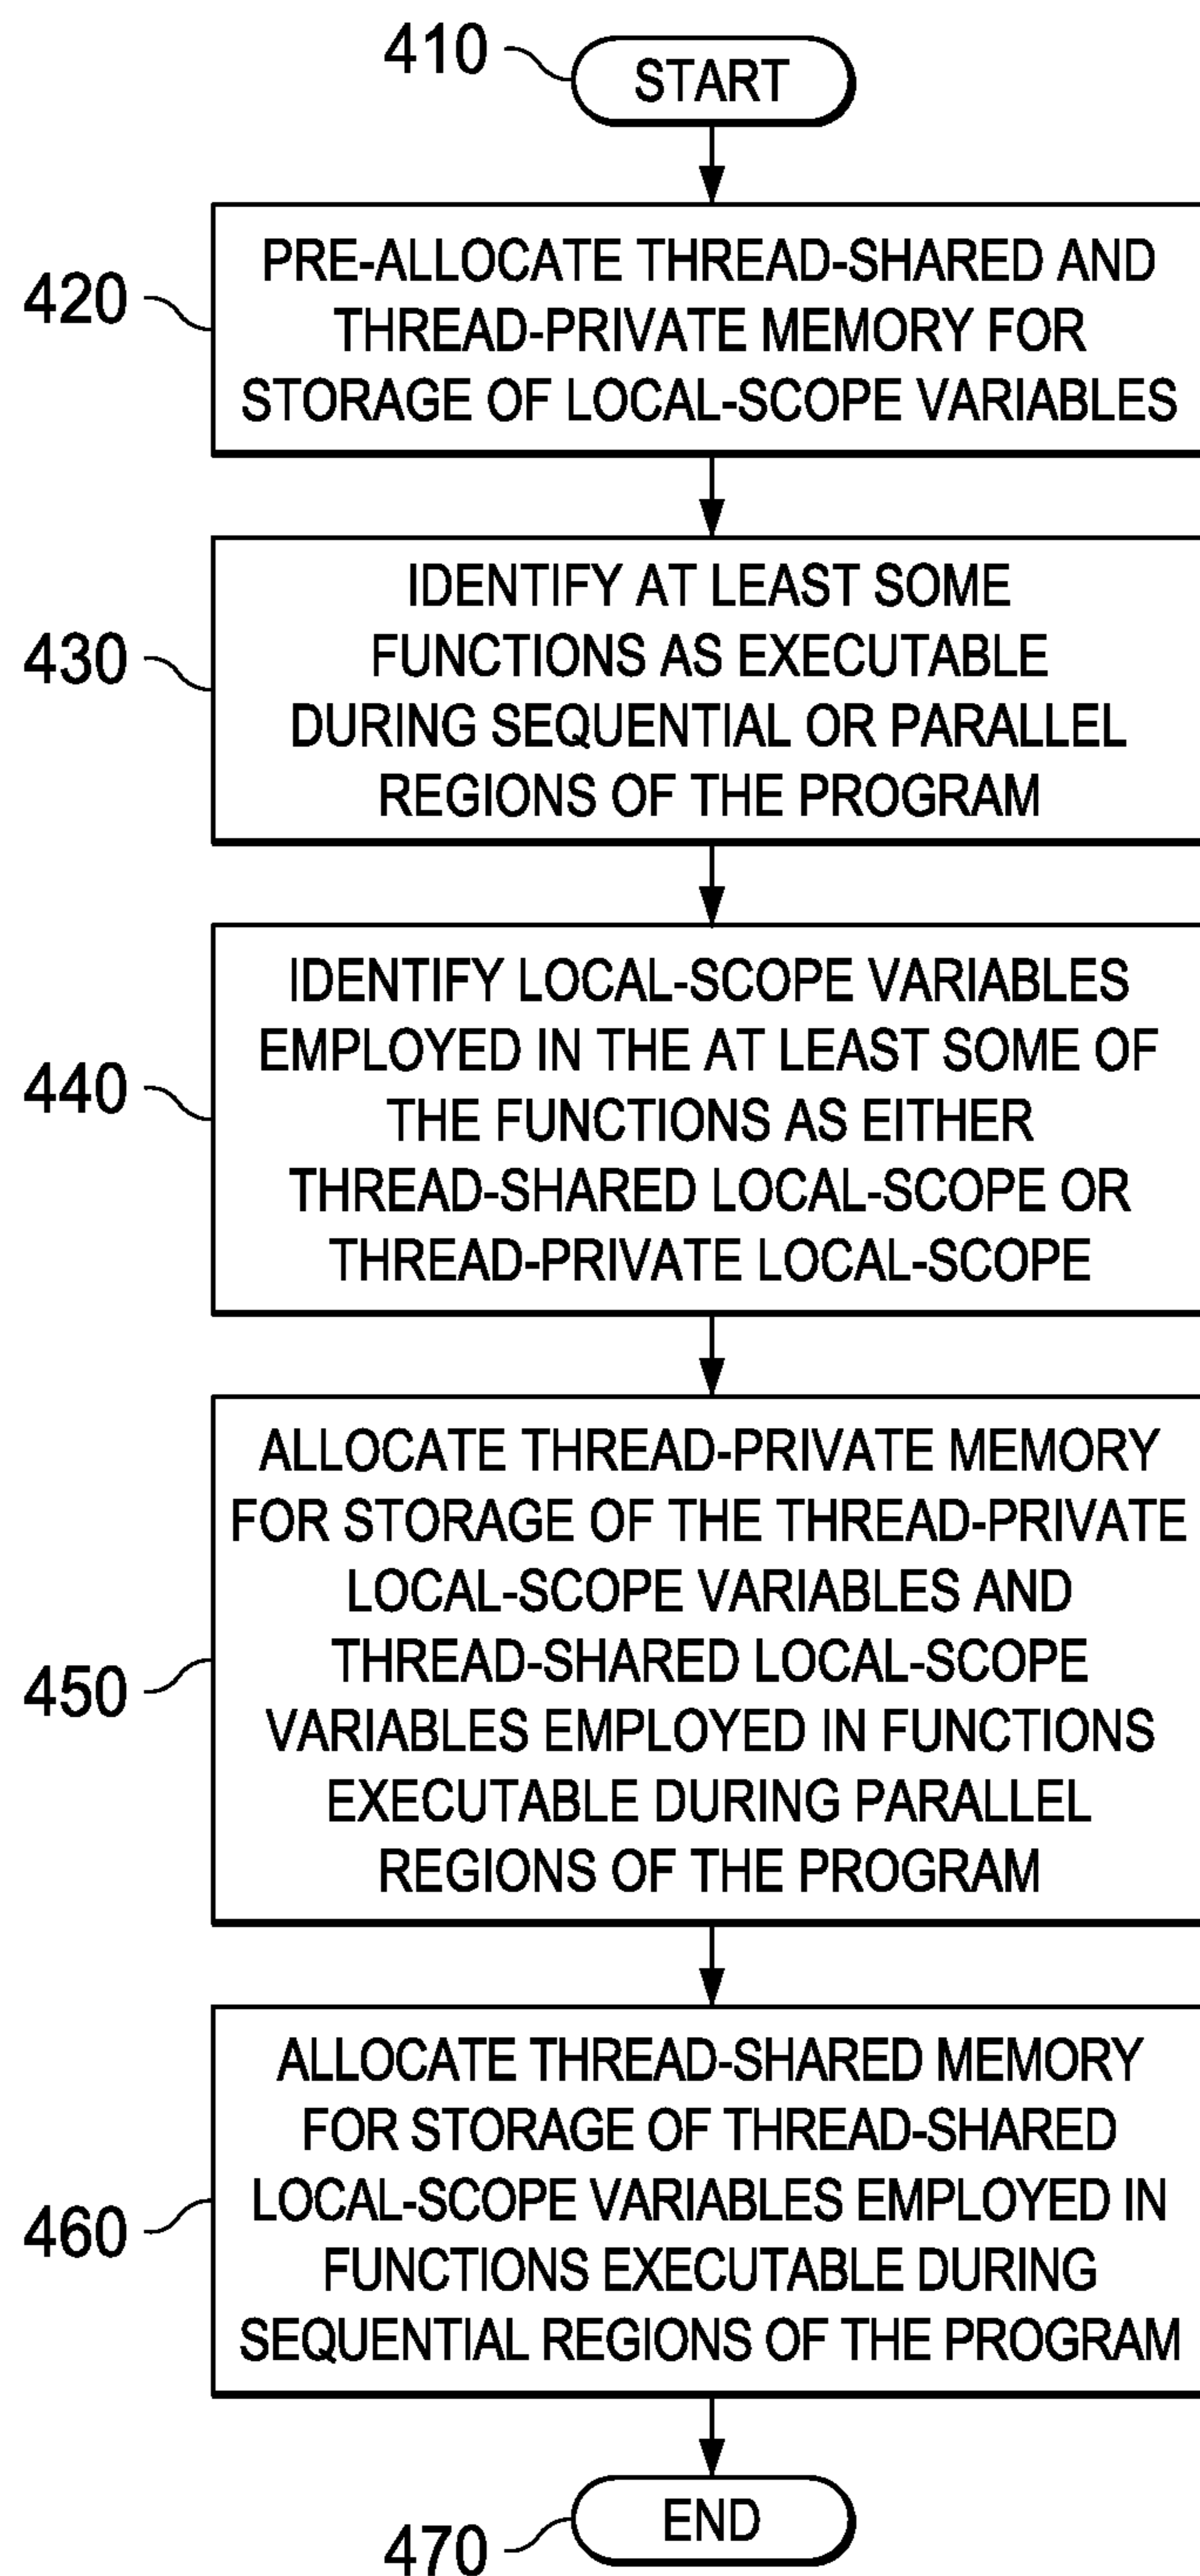 410
START
420
PRE-ALLOCATE THREAD-SHARED AND
THREAD-PRIVATE MEMORY FOR
STORAGE OF LOCAL-SCOPE VARIABLES
430
IDENTIFY AT LEAST SOME
FUNCTIONS AS EXECUTABLE
DURING SEQUENTIAL OR PARALLEL
REGIONS OF THE PROGRAM
440
IDENTIFY LOCAL-SCOPE VARIABLES
EMPLOYED IN THE AT LEAST SOME OF
THE FUNCTIONS AS EITHER
THREAD-SHARED LOCAL-SCOPE OR
THREAD-PRIVATE LOCAL-SCOPE
450
ALLOCATE THREAD-PRIVATE MEMORY
FOR STORAGE OF THE THREAD-PRIVATE
LOCAL-SCOPE VARIABLES AND
THREAD-SHARED LOCAL-SCOPE
VARIABLES EMPLOYED IN FUNCTIONS
EXECUTABLE DURING PARALLEL
REGIONS OF THE PROGRAM
460
ALLOCATE THREAD-SHARED MEMORY
FOR STORAGE OF THREAD-SHARED
LOCAL-SCOPE VARIABLES EMPLOYED IN
FUNCTIONS EXECUTABLE DURING
SEQUENTIAL REGIONS OF THE PROGRAM
470
END